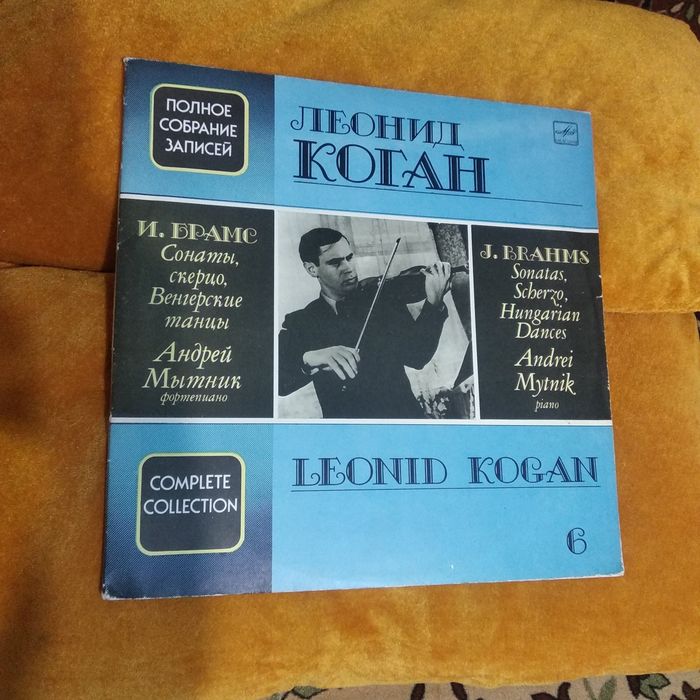 ПОЛНОЕ
СОБРАНИЕ
ЗАПИСЕЙ
ЛЕОНИД
КОГАН
И. БРАМС
Сонаты,
скерцо,
Венгерские
танцы
Андрей
Мытник
фортепиано
J. BRAHMS
Sonatas,
Scherzo,
Hungarian
Dances
Andrei
Mytnik
piano
COMPLETE
COLLECTION
LEONID KOGAN
6